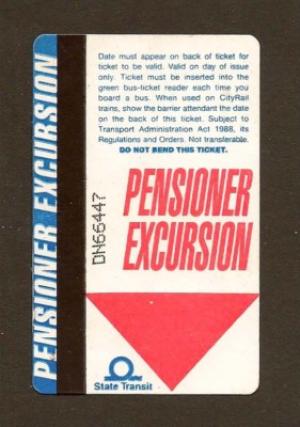 PENSIONER EXCURSION
Date must appear on back of ticket for
ticket to be valid. Valid on day of issue
only. Ticket must be inserted into the
green bus-ticket reader each time you
board a bus. When used on CityRail
trains, show the barrier attendant the date
on the back of this ticket. Subject to
Transport Administration Act 1988, its
Regulations and Orders. Not transferable.
DO NOT BEND THIS TICKET.
DN66447
PENSIONER
EXCURSION
State Transit